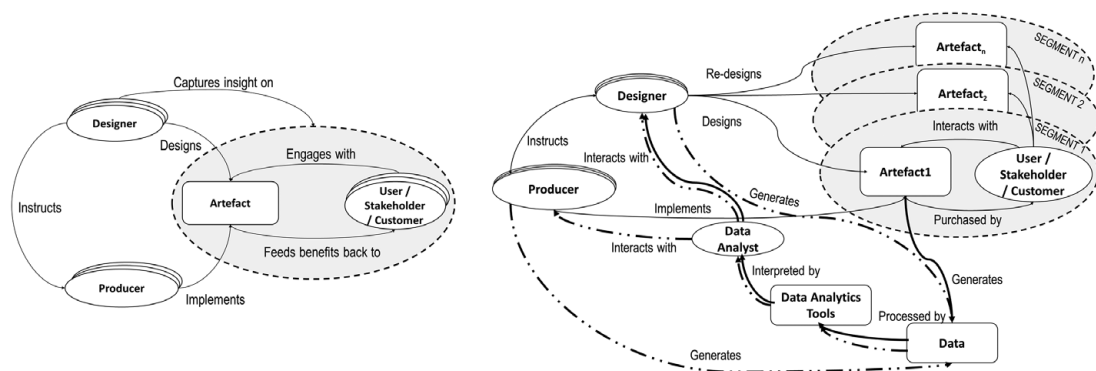 Captures insight on
Designer
Designs
Engages with
Artefact
User /
Stakeholder
/ Customer
Instructs
Feeds benefits back to
Producer
Implements
SEGMENT n
Artefactₙ
Re-designs
SEGMENT 2
Designer
Artefact₂
Designs
Interacts with
SEGMENT 1
Instructs
Interacts with
Artefact1
User /
Stakeholder
/ Customer
Producer
Generates
Implements
Purchased by
Data
Analyst
Interacts with
Interpreted by
Generates
Data Analytics
Tools
Processed by
Data
Generates